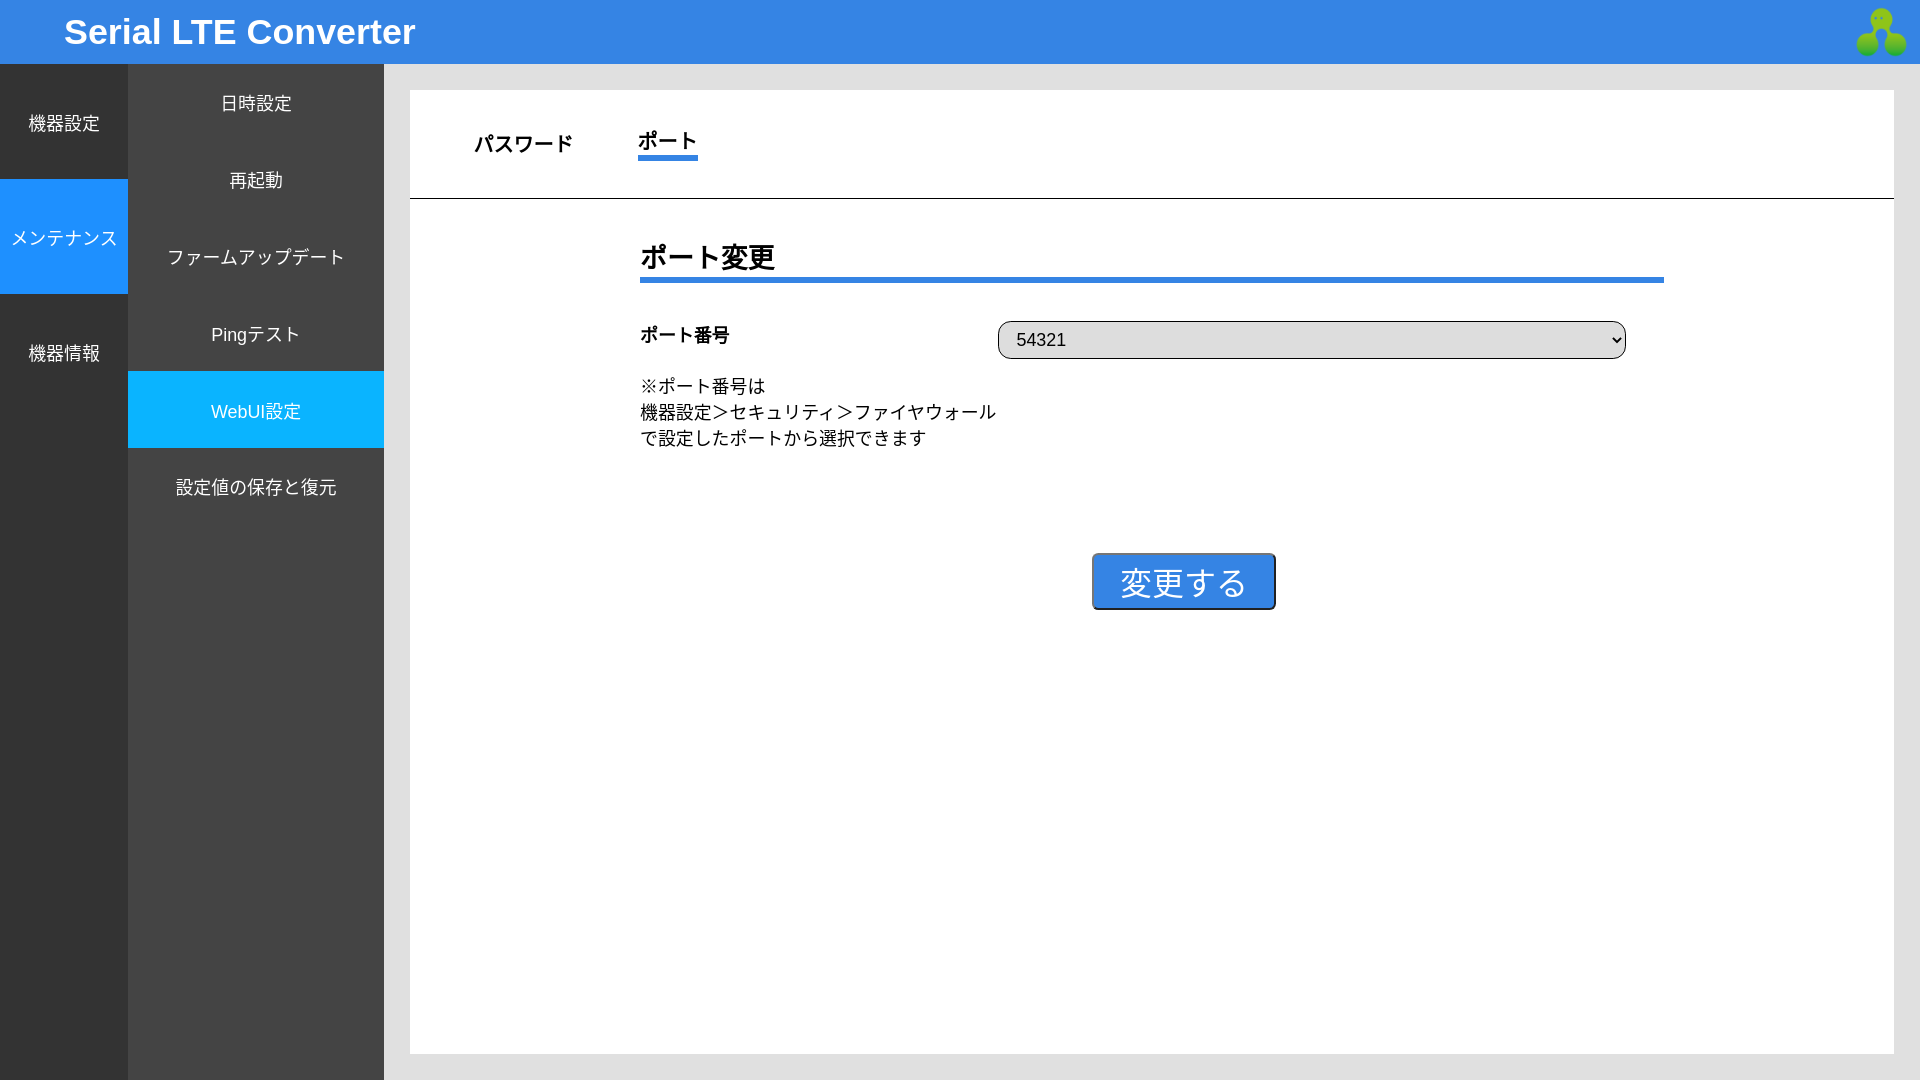 Serial LTE Converter
機器設定
メンテナンス
機器情報
日時設定
再起動
ファームアップデート
Pingテスト
WebUI設定
設定値の保存と復元
パスワード
ポート
ポート変更
ポート番号
54321
※ポート番号は
機器設定＞セキュリティ＞ファイヤウォール
で設定したポートから選択できます
変更する